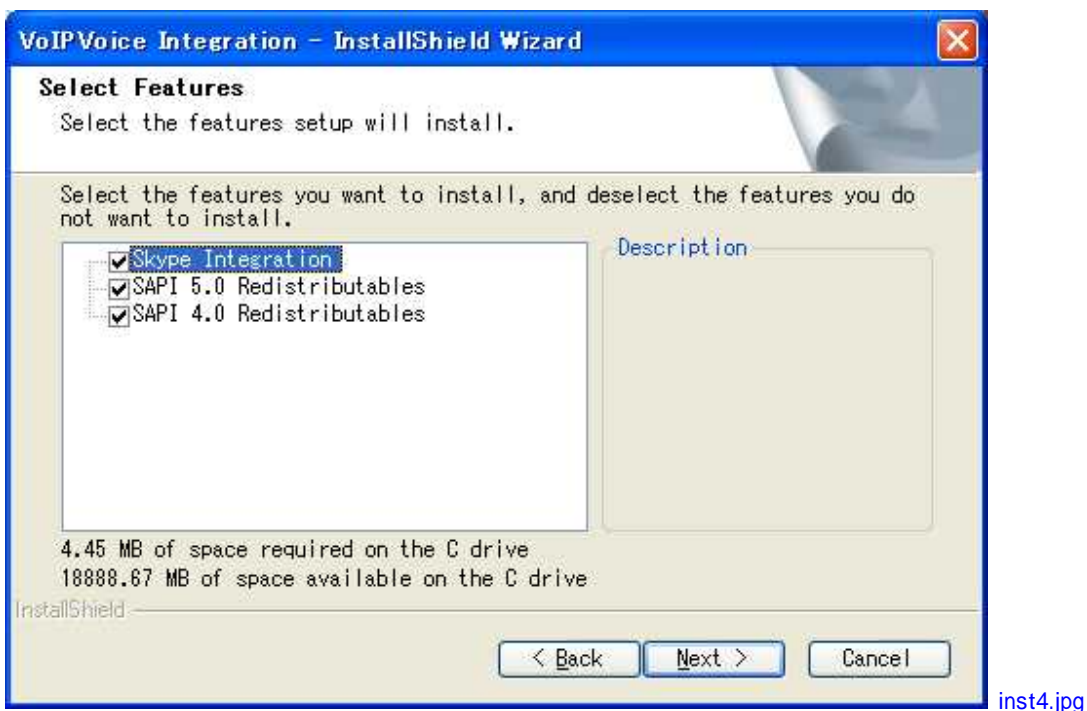 VoIPVoice Integration - InstallShield Wizard
Select Features
Select the features setup will install.
Select the features you want to install, and deselect the features you do
not want to install.
Skype Integration
SAPI 5.0 Redistributables
SAPI 4.0 Redistributables
Description
4.45 MB of space required on the C drive
18888.67 MB of space available on the C drive
InstallShield
< Back
Next >
Cancel
inst4.jpg